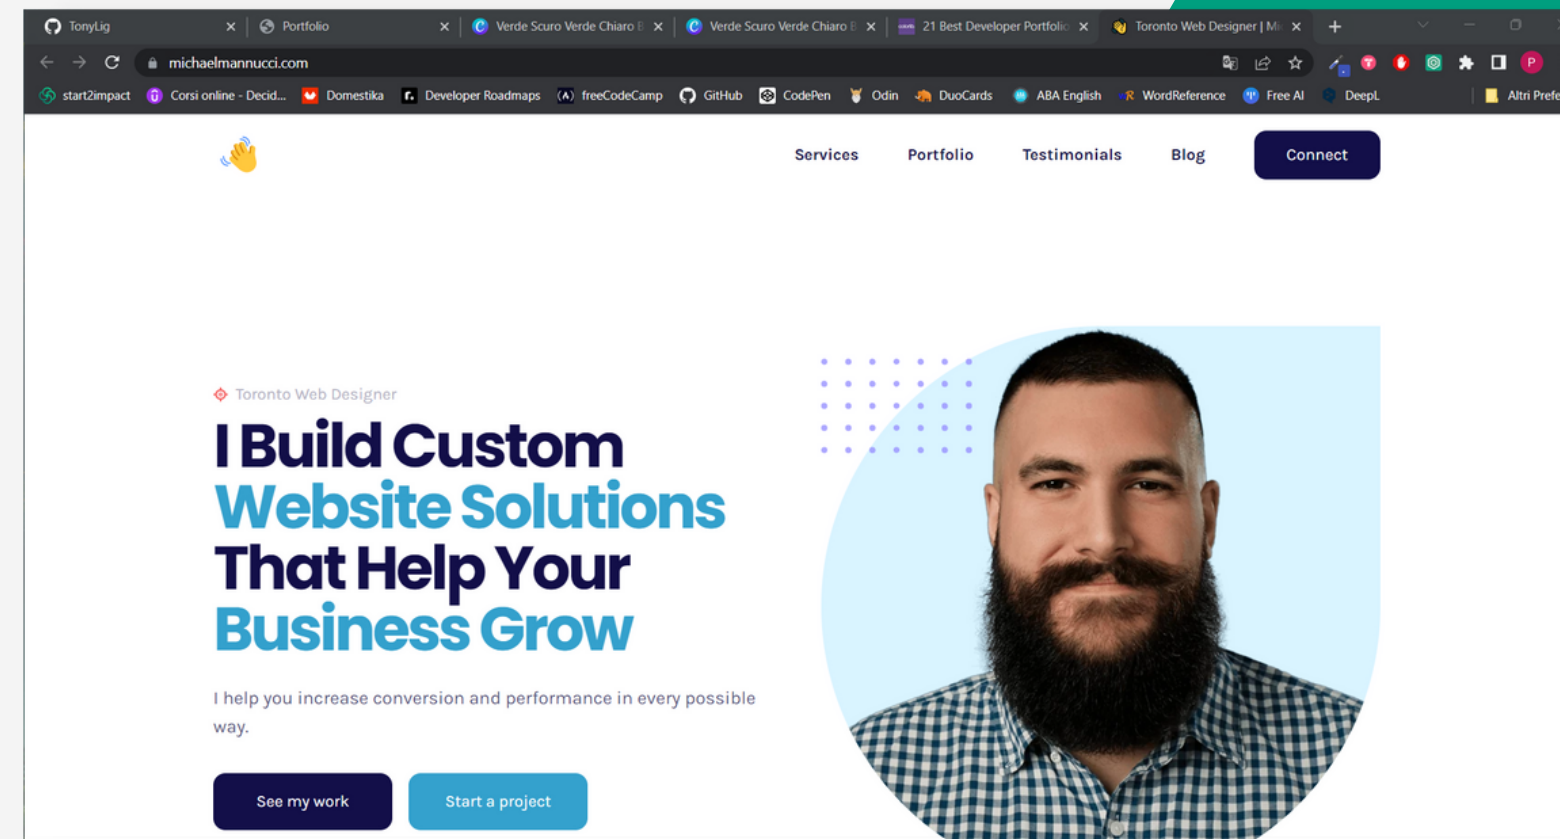 TonyLig
Portfolio
Verde Scuro Verde Chiaro B
Verde Scuro Verde Chiaro B
21 Best Developer Portfolio
Toronto Web Designer | Mi
michaelmannucci.com
start2impact
Corsi online - Decid...
Domestika
Developer Roadmaps
freeCodeCamp
GitHub
CodePen
Odin
DuoCards
ABA English
WordReference
Free AI
DeepL
Altri Prefe
Services
Portfolio
Testimonials
Blog
Connect
Toronto Web Designer
I Build Custom
Website Solutions
That Help Your
Business Grow
I help you increase conversion and performance in every possible
way.
See my work
Start a project